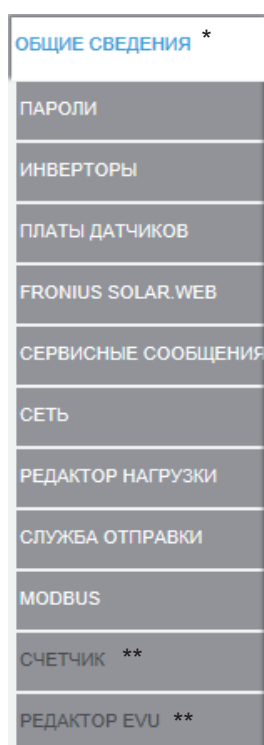 ОБЩИЕ СВЕДЕНИЯ *
ПАРОЛИ
ИНВЕРТОРЫ
ПЛАТЫ ДАТЧИКОВ
FRONIUS SOLAR.WEB
СЕРВИСНЫЕ СООБЩЕНИЯ
СЕТЬ
РЕДАКТОР НАГРУЗКИ
СЛУЖБА ОТПРАВКИ
MODBUS
СЧЕТЧИК **
РЕДАКТОР EVU **